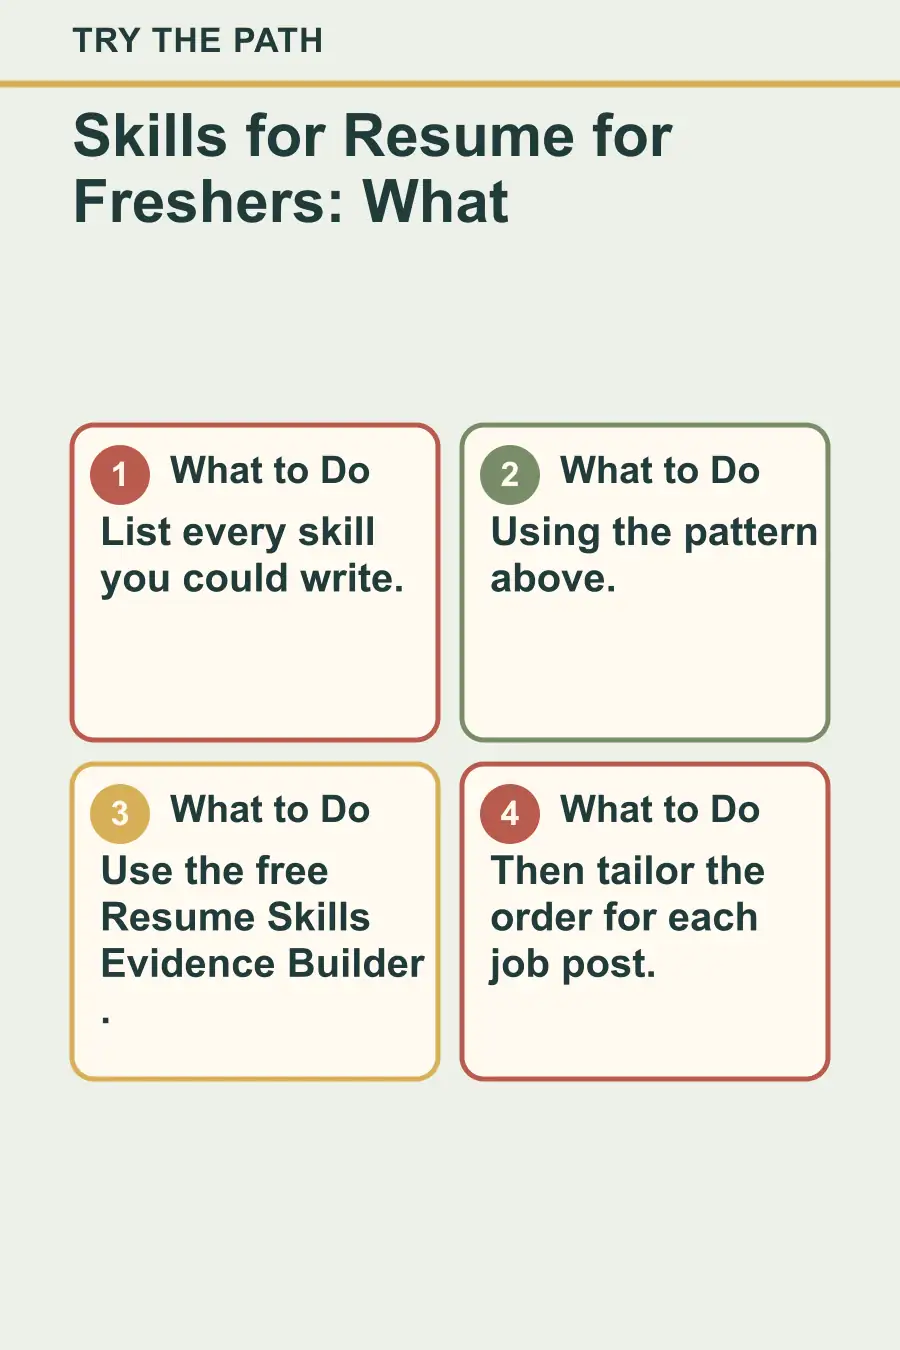 TRY THE PATH
Skills for Resume for
Freshers: What
1 What to Do
List every skill
you could write.
2 What to Do
Using the pattern
above.
3 What to Do
Use the free
Resume Skills
Evidence Builder
.
4 What to Do
Then tailor the
order for each
job post.